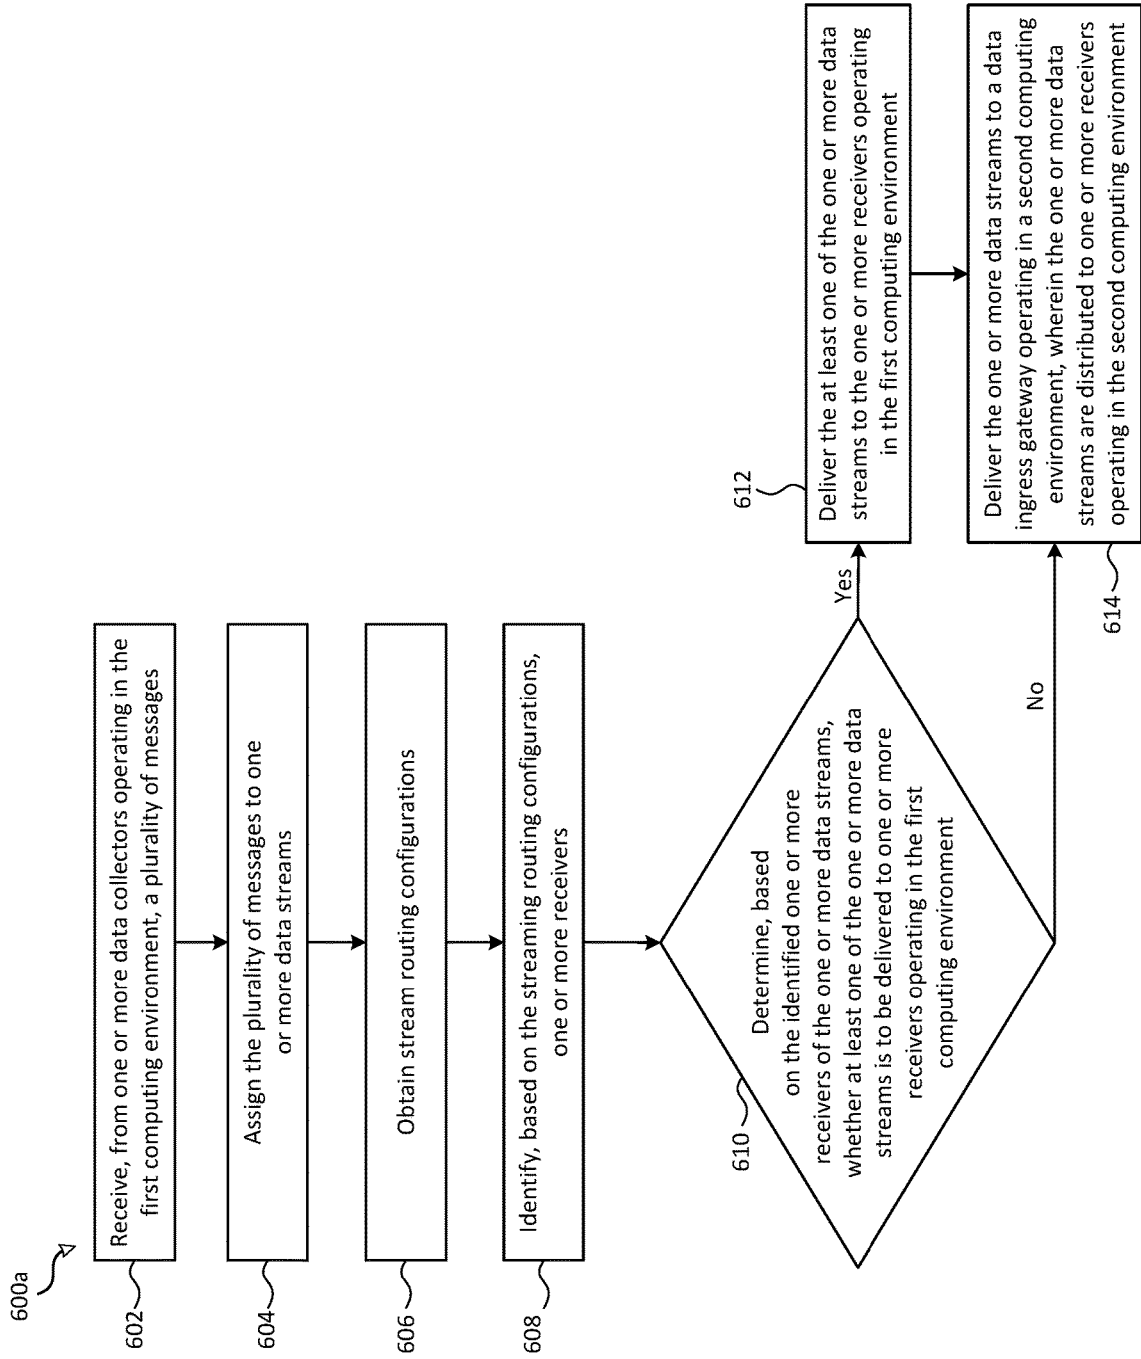 600a
602
Receive, from one or more data collectors operating in the
first computing environment, a plurality of messages
604
Assign the plurality of messages to one
or more data streams
606
Obtain stream routing configurations
608
Identify, based on the streaming routing configurations,
one or more receivers
610
Determine, based
on the identified one or more
receivers of the one or more data streams,
whether at least one of the one or more data
streams is to be delivered to one or more
receivers operating in the first
computing environment
Yes
No
612
Deliver the at least one of the one or more data
streams to the one or more receivers operating
in the first computing environment
614
Deliver the one or more data streams to a data
ingress gateway operating in a second computing
environment, wherein the one or more data
streams are distributed to one or more receivers
operating in the second computing environment